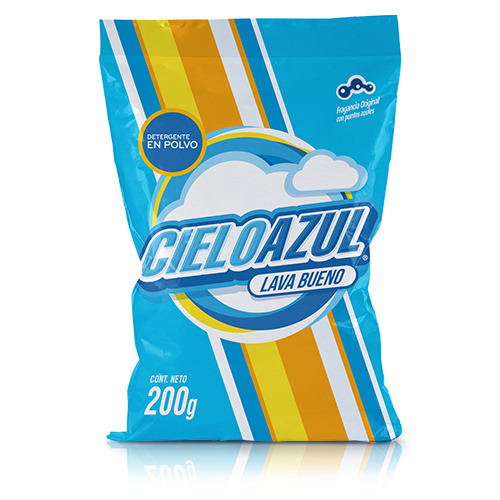 Fragancia Original
con puntos azules
DETERGENTE
EN POLVO
CIELOAZUL®
LAVA BUENO
CONT. NETO
200g